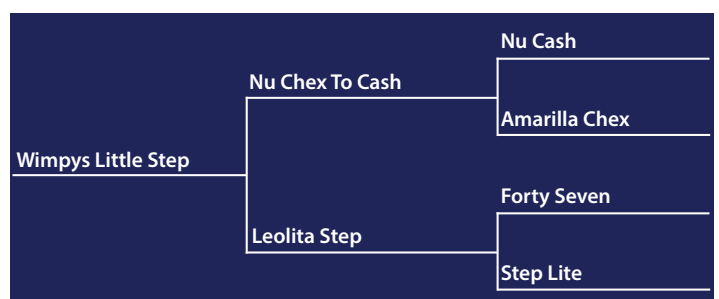 Nu Cash
Nu Chex To Cash
Amarilla Chex
Wimpys Little Step
Forty Seven
Leolita Step
Step Lite